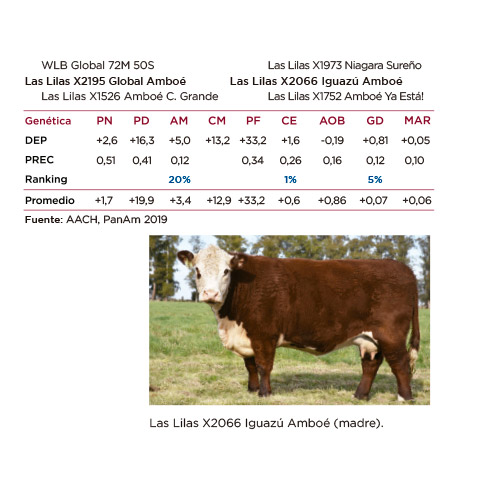 WLB Global 72M 50S Las Lilas X1973 Niagara Sureño
Las Lilas X2195 Global Amboé Las Lilas X2066 Iguazú Amboé
Las Lilas X1526 Amboé C. Grande Las Lilas X1752 Amboé Ya Está!
Genética PN PD AM CM PF CE AOB GD MAR
DEP +2,6 +16,3 +5,0 +13,2 +33,2 +1,6 -0,19 +0,81 +0,05
PREC 0,51 0,41 0,12 0,34 0,26 0,16 0,12 0,10
Ranking 20% 1% 5%
Promedio +1,7 +19,9 +3,4 +12,9 +33,2 +0,6 +0,86 +0,07 +0,06
Fuente: AACH, PanAm 2019
Las Lilas X2066 Iguazú Amboé (madre).